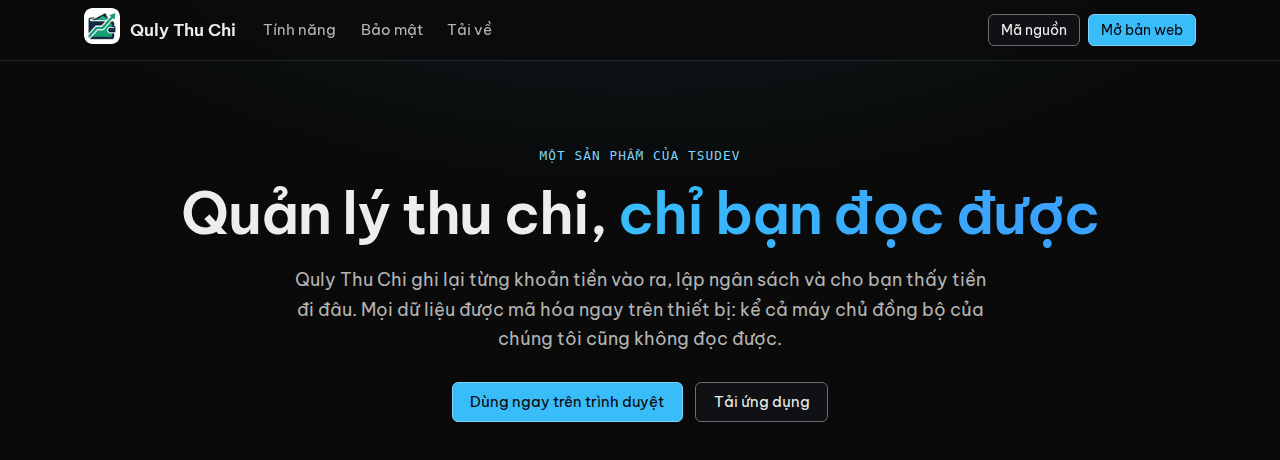 Quly Thu Chi
Tính năng
Bảo mật
Tải về
Mã nguồn
Mở bản web
MỘT SẢN PHẨM CỦA TSUDEV
Quản lý thu chi, chỉ bạn đọc được
Quly Thu Chi ghi lại từng khoản tiền vào ra, lập ngân sách và cho bạn thấy tiền
đi đâu. Mọi dữ liệu được mã hóa ngay trên thiết bị: kể cả máy chủ đồng bộ của
chúng tôi cũng không đọc được.
Dùng ngay trên trình duyệt
Tải ứng dụng